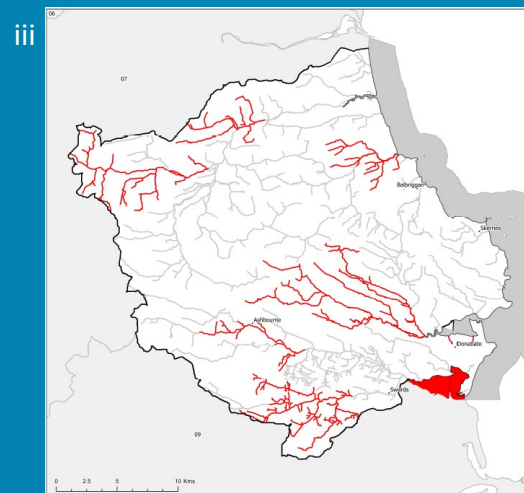 iii
06
07
Balbriggan
Skerries
Ashbourne
Donabate
Swords
09
0 2.5 5 10 Kms